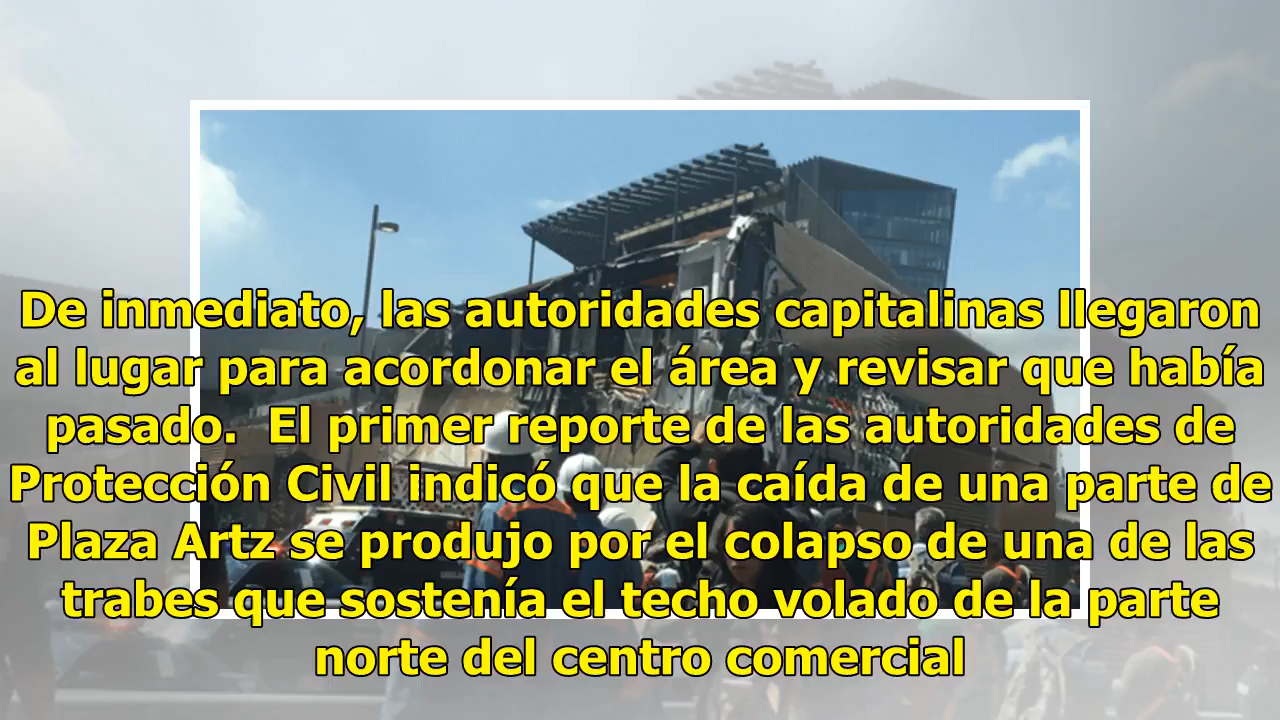 De inmediato, las autoridades capitalinas llegaron
al lugar para acordonar el área y revisar que había
pasado.  El primer reporte de las autoridades de
Protección Civil indicó que la caída de una parte de
Plaza Artz se produjo por el colapso de una de las
trabes que sostenía el techo volado de la parte
norte del centro comercial